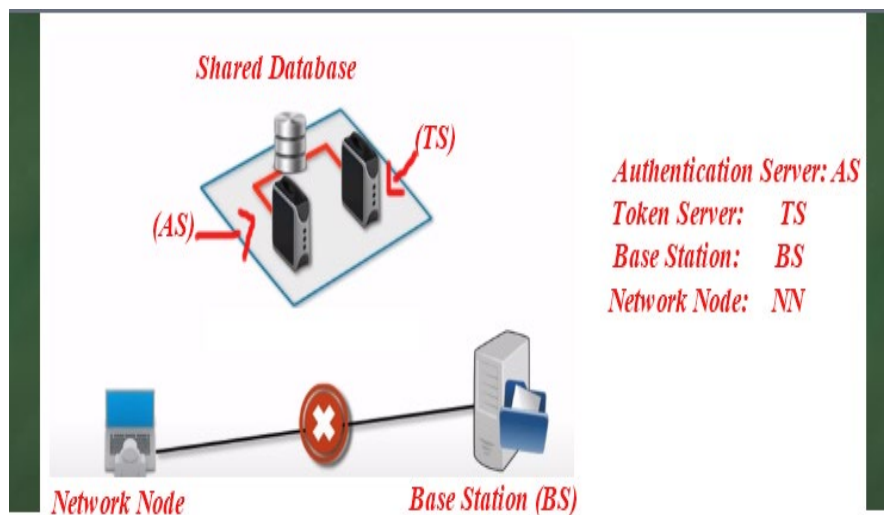 Shared Database
(TS)
(AS)
Authentication Server: AS
Token Server: TS
Base Station: BS
Network Node: NN
Network Node
Base Station (BS)